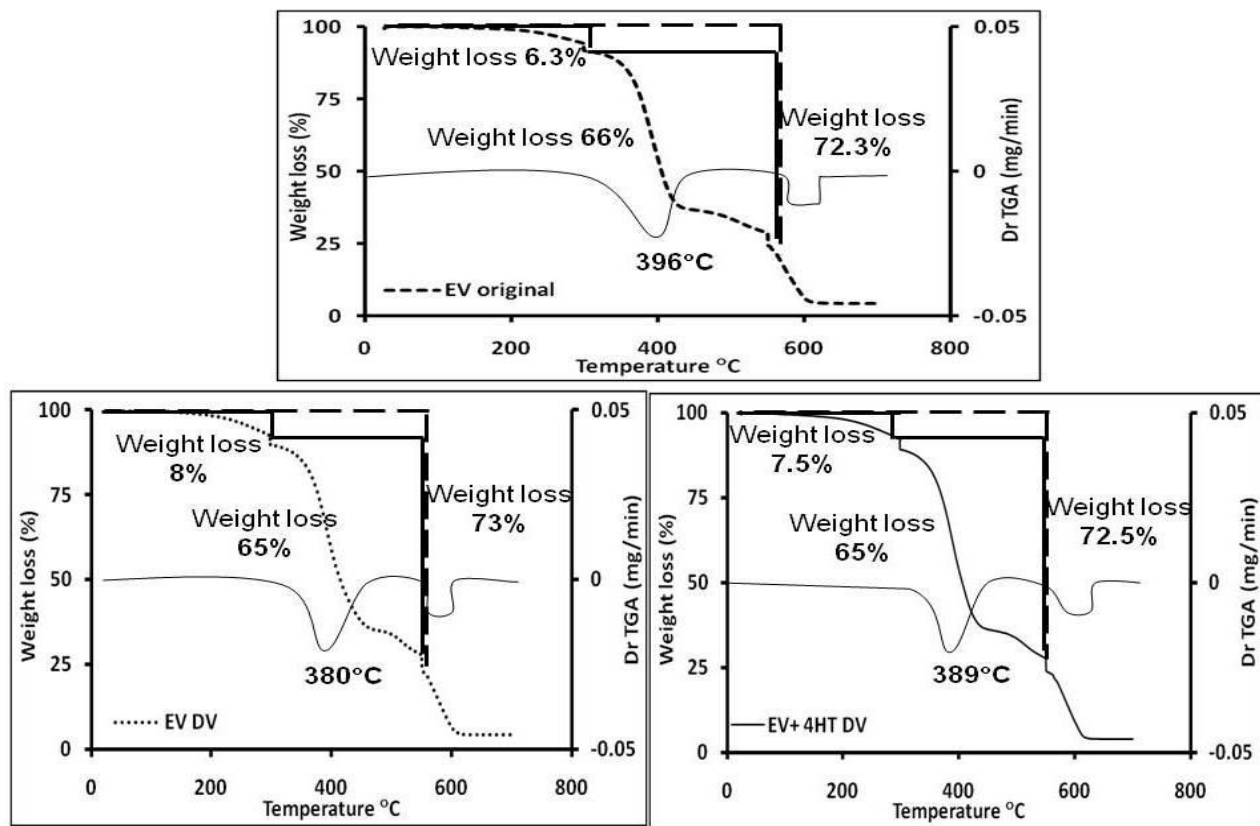 100
75
50
25
0
Weight loss (%)
Weight loss 6.3%
Weight loss 66%
Weight loss
72.3%
396°C
EV original
0.05
0
-0.05
Dr TGA (mg/min)
0 200 400 600 800
Temperature °C
100
75
50
25
0
Weight loss (%)
Weight loss
8%
Weight loss
65%
Weight loss
73%
380°C
EV DV
0.05
0
-0.05
Dr TGA (mg/min)
0 200 400 600 800
Temperature °C
100
75
50
25
0
Weight loss (%)
Weight loss
7.5%
Weight loss
65%
Weight loss
72.5%
389°C
EV+ 4HT DV
0.05
0
-0.05
Dr TGA (mg/min)
0 200 400 600 800
Temperature °C